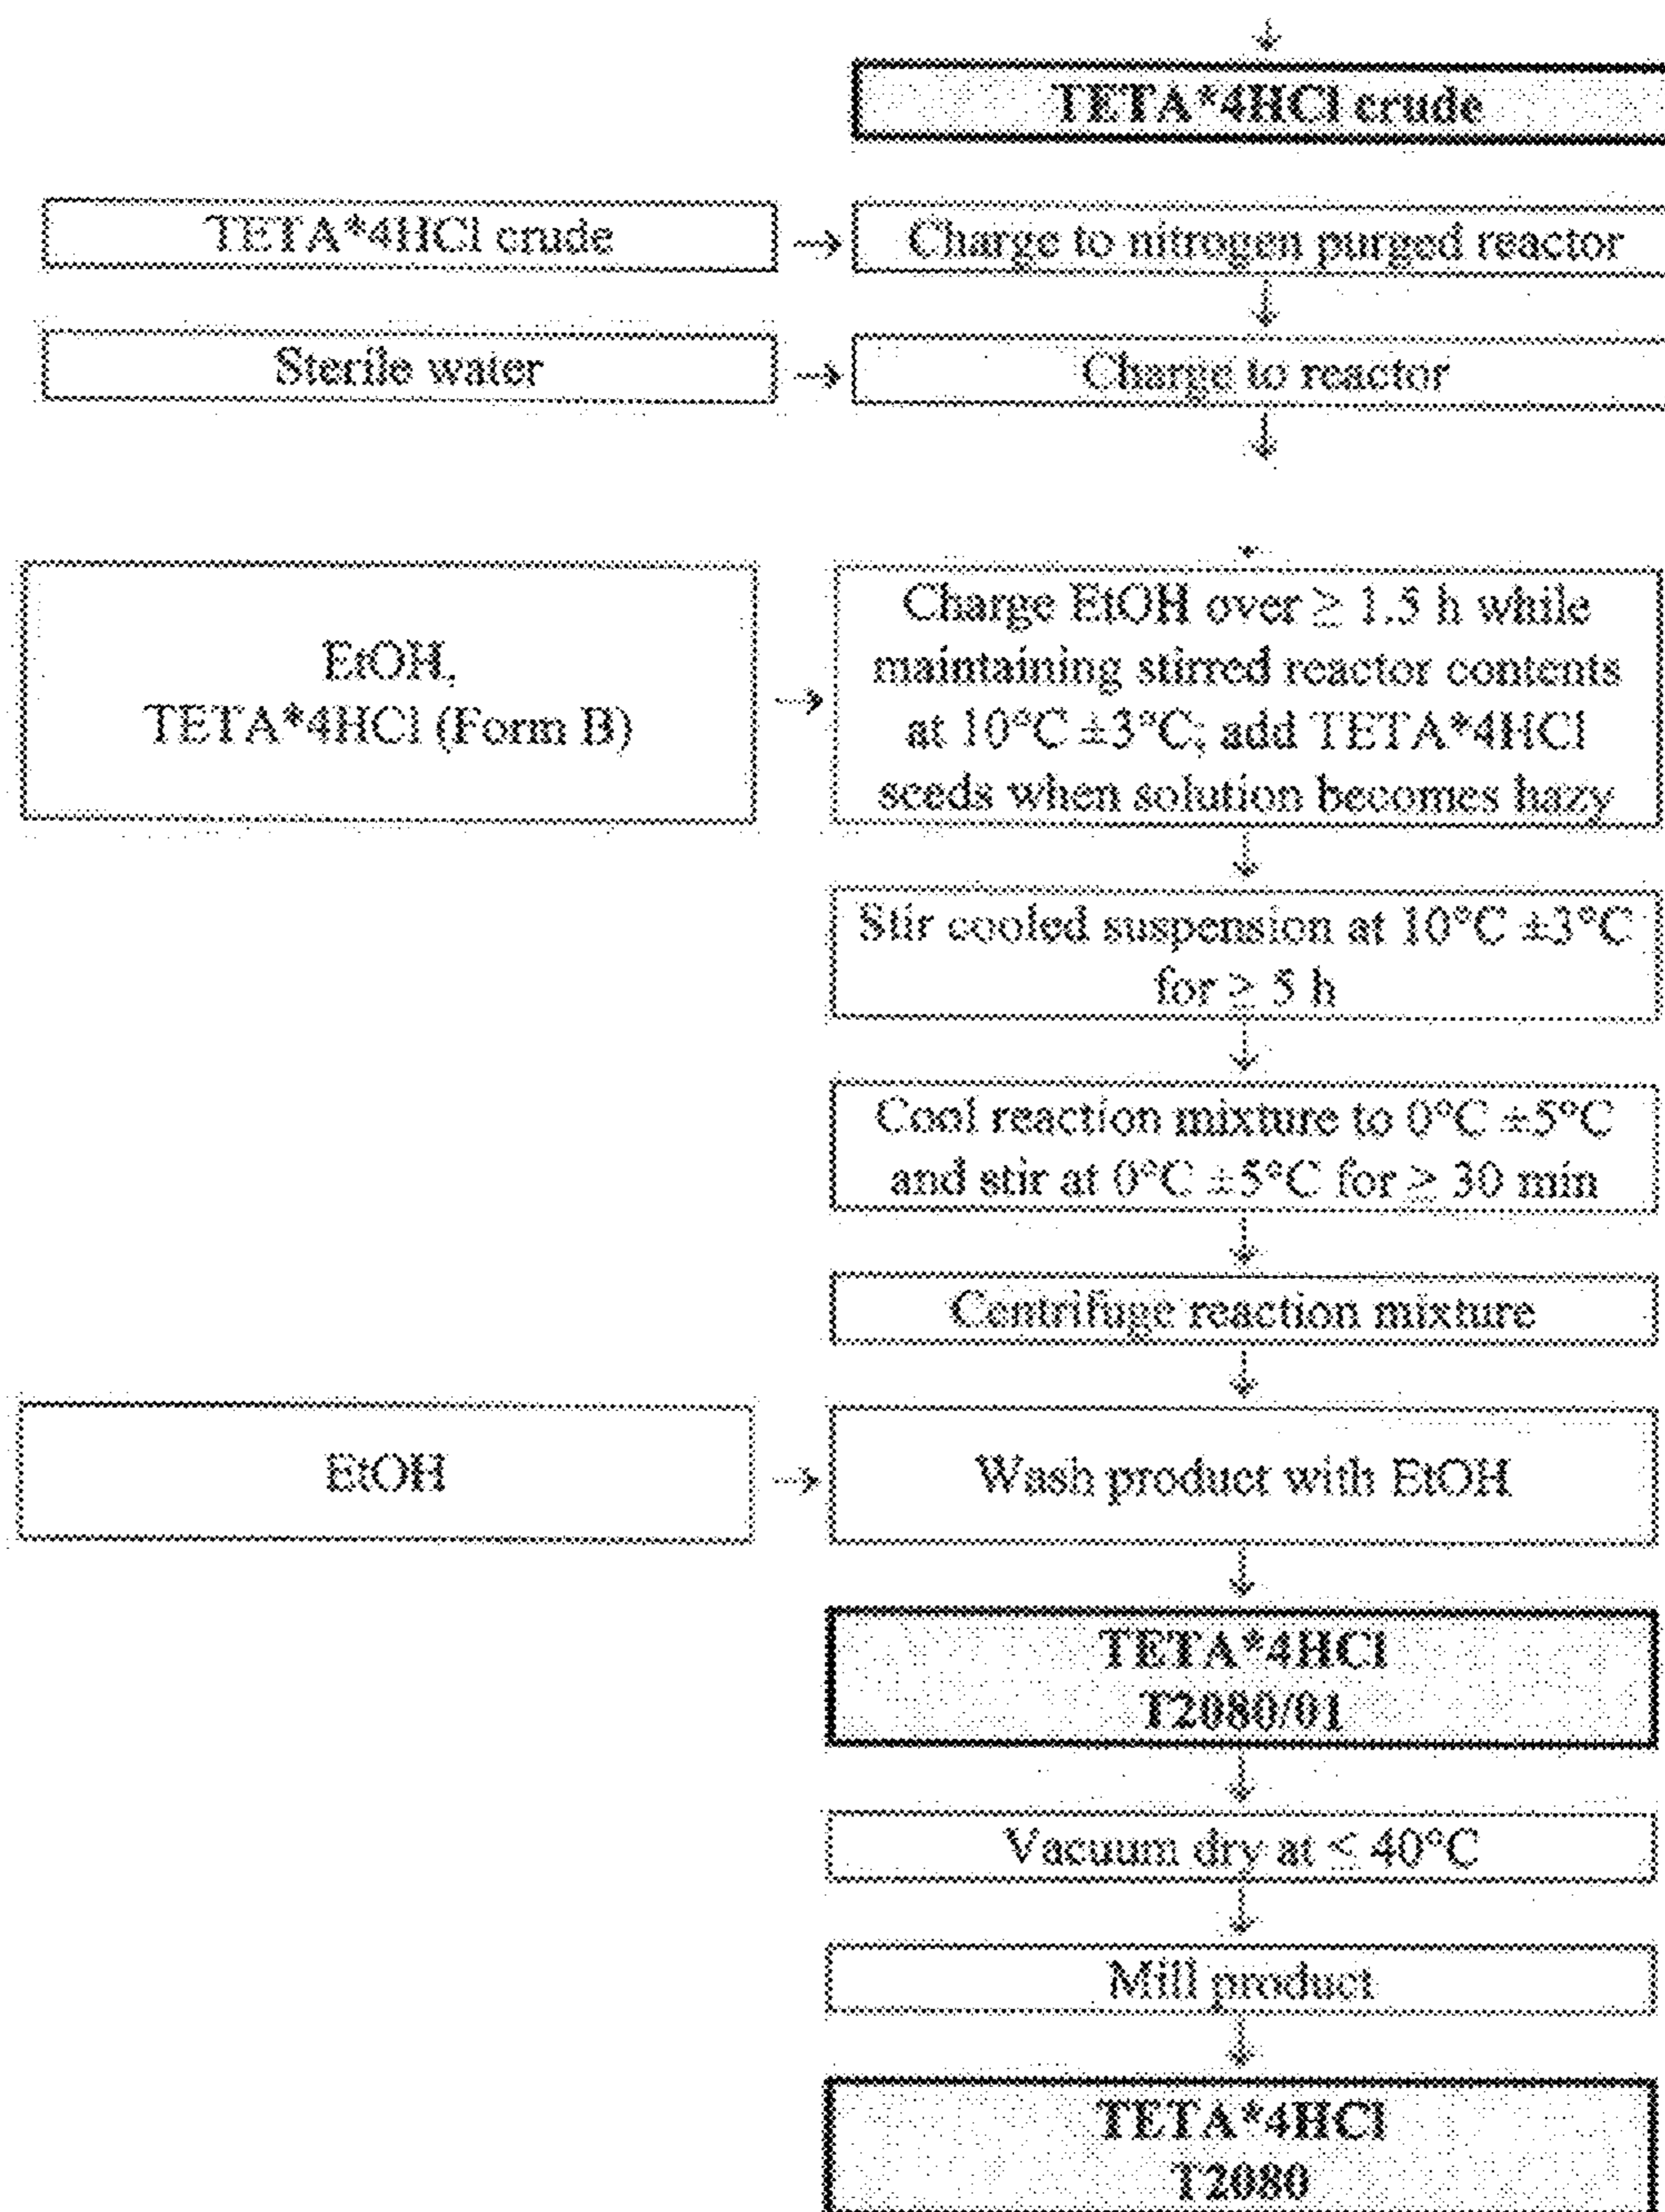 TETA*4HCl crude
TETA*4HCl crude
Charge to nitrogen purged reactor
Sterile water
Charge to reactor
EtOH,
TETA*4HCl (Form B)
Charge EtOH over ≥ 1.5 h while
maintaining stirred reactor contents
at 10°C ±3°C; add TETA*4HCl
seeds when solution becomes hazy
Stir cooled suspension at 10°C ±3°C
for ≥ 5 h
Cool reaction mixture to 0°C ±5°C
and stir at 0°C ±5°C for ≥ 30 min
Centrifuge reaction mixture
EtOH
Wash product with EtOH
TETA*4HCl
T2080/01
Vacuum dry at ≤ 40°C
Mill product
TETA*4HCl
T2080